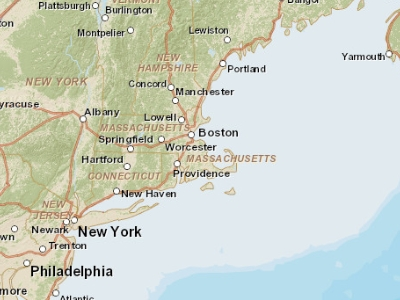 Plattsburgh
VERMONT
Burlington
Bangor
Montpelier
Lewiston
Yarmouth
NEW
HAMPSHIRE
Portland
NEW YORK
Concord
Manchester
Syracuse
Albany
Lowell
MASSACHUSETTS
Boston
Springfield
Worcester
Hartford
MASSACHUSETTS
CONNECTICUT
Providence
New Haven
NEW
JERSEY
Newark
New York
Trenton
Philadelphia
Atlantic